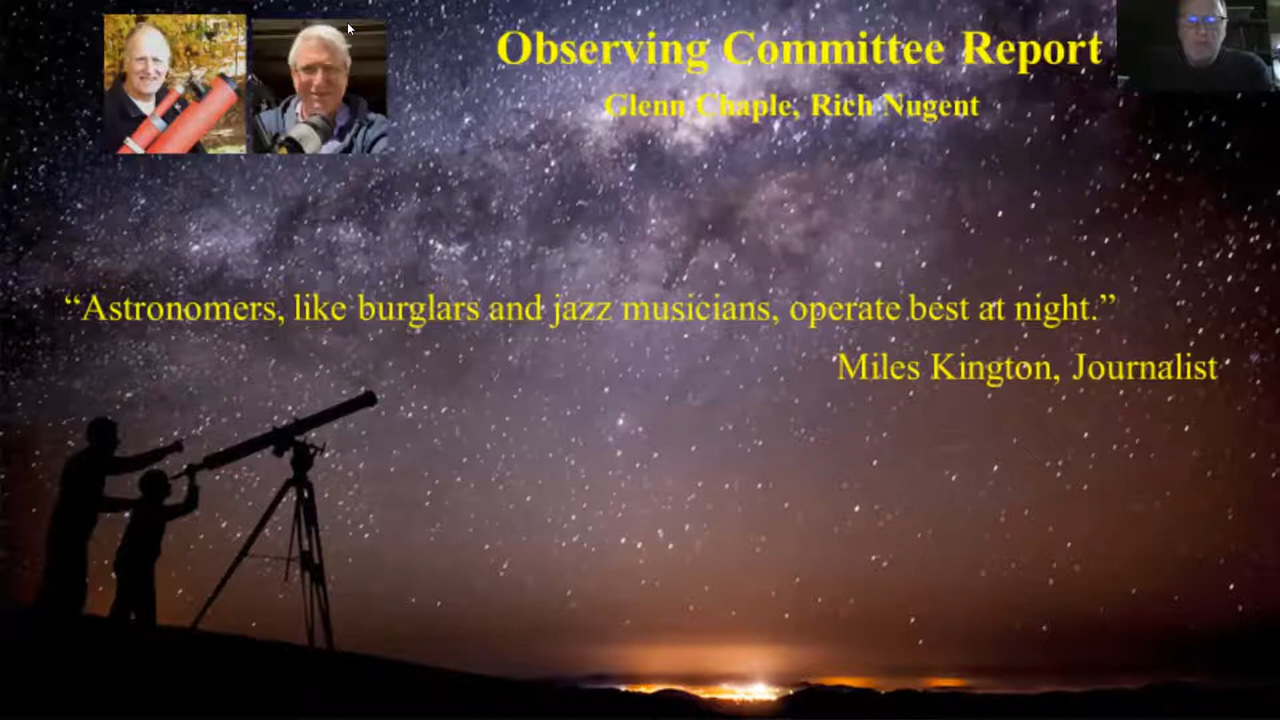 Observing Committee Report
Glenn Chaple, Rich Nugent
“Astronomers, like burglars and jazz musicians, operate best at night.”
Miles Kington, Journalist